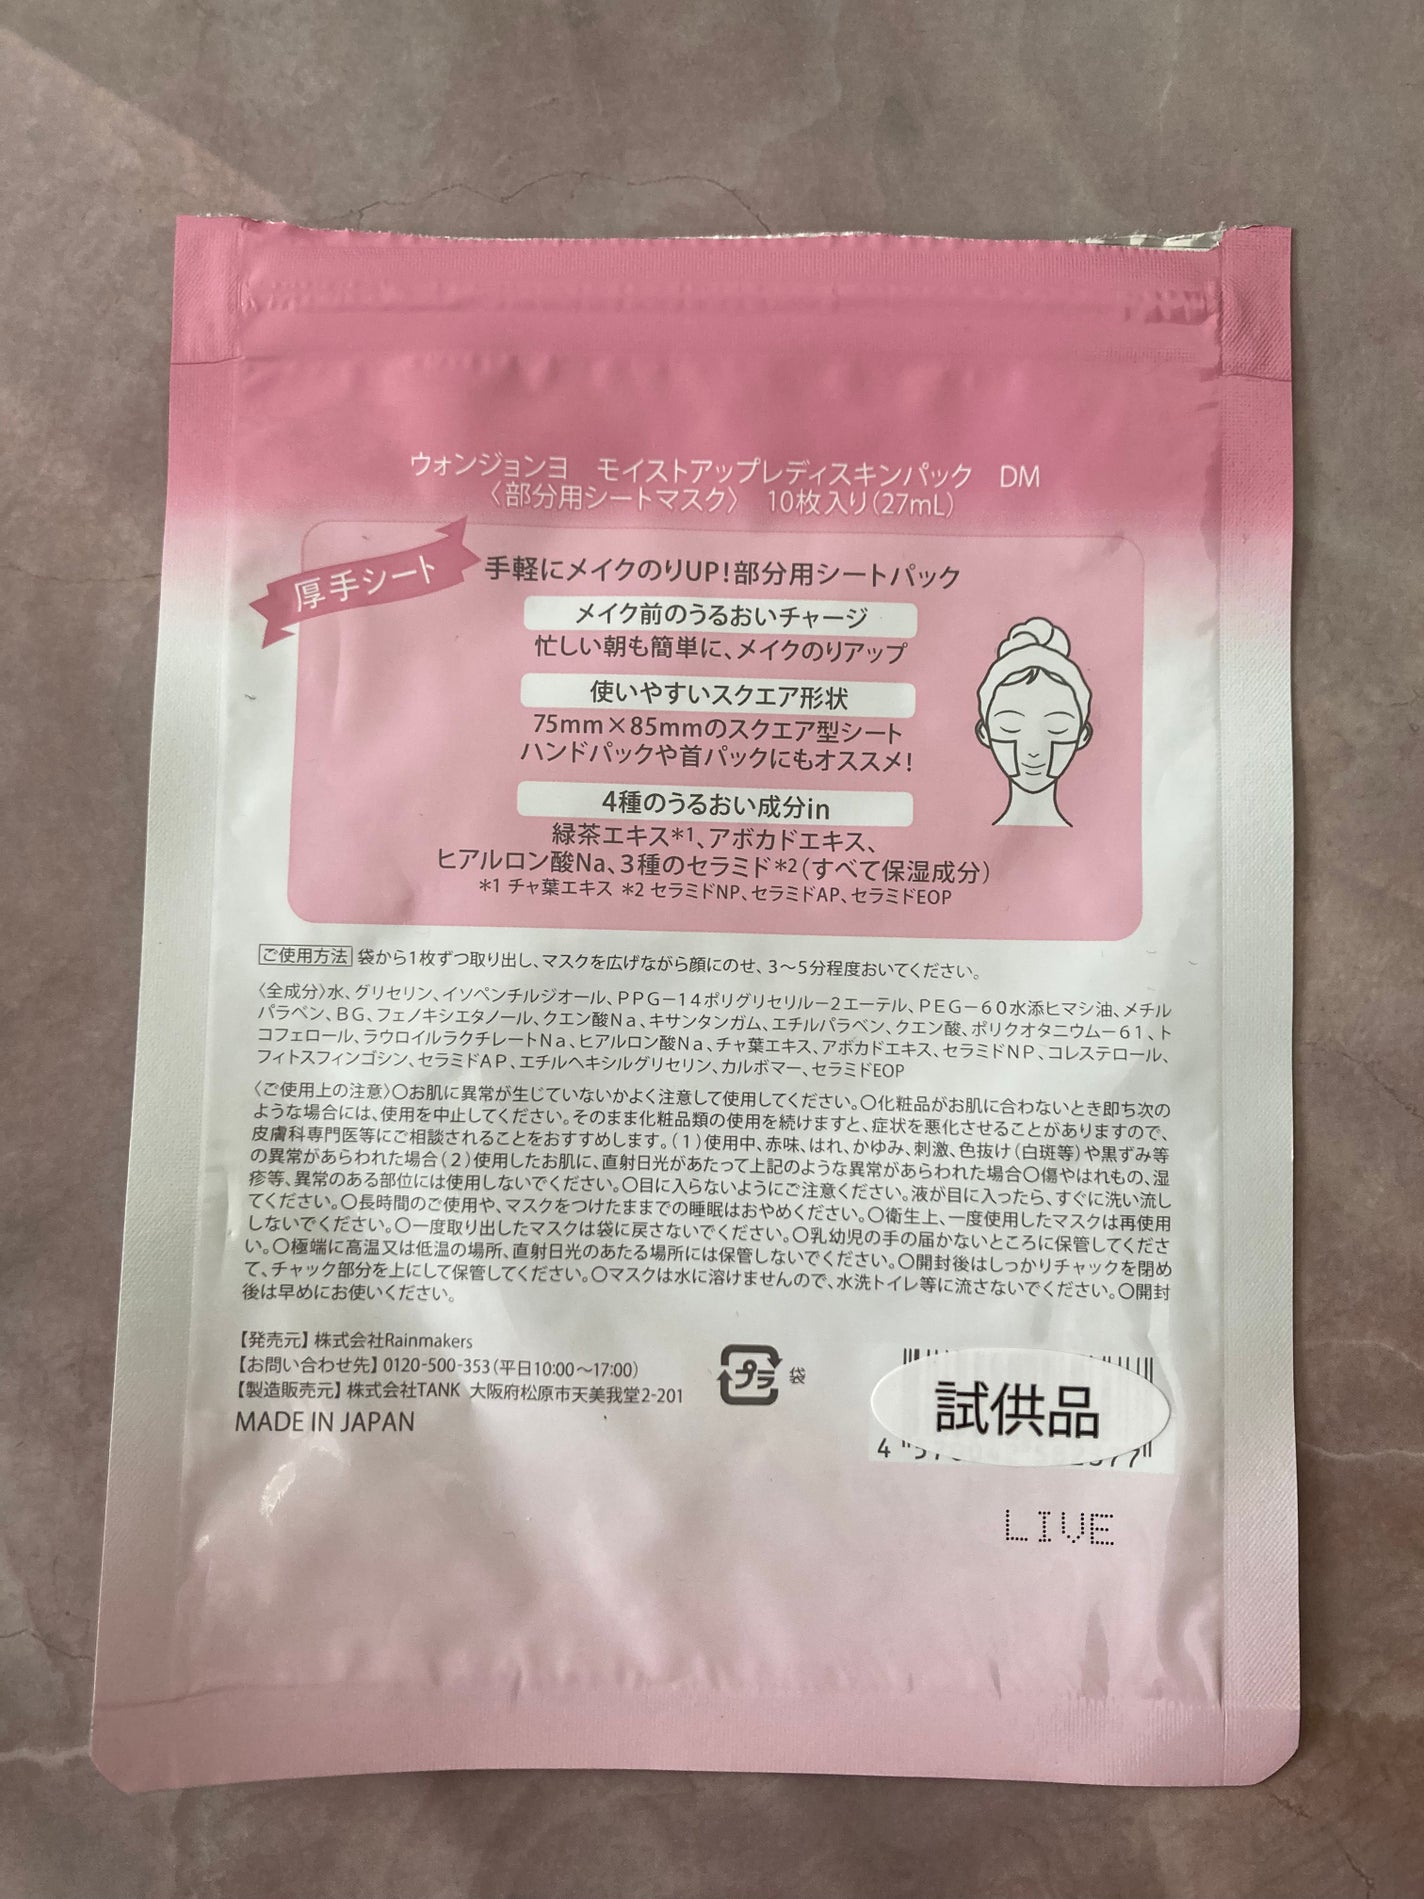 ウォンジョンヨ　モイストアップレディスキンパック　DM
〈部分用シートマスク〉　10枚入り(27mL)
厚手シート
手軽にメイクのりUP!部分用シートパック
メイク前のうるおいチャージ
忙しい朝も簡単に、メイクのりアップ
使いやすいスクエア形状
75mm×85mmのスクエア型シート
ハンドパックや首パックにもオススメ!
4種のうるおい成分in
緑茶エキス*1、アボカドエキス、
ヒアルロン酸Na、3種のセラミド*2(すべて保湿成分)
*1 チャ葉エキス *2 セラミドNP、セラミドAP、セラミドEOP
ご使用方法 袋から1枚ずつ取り出し、マスクを広げながら顔にのせ、3～5分程度おいてください。
〈全成分〉水、グリセリン、イソペンチルジオール、PPG－14ポリグリセリル－2エーテル、PEG－60水添ヒマシ油、メチル
パラベン、BG、フェノキシエタノール、クエン酸Na、キサンタンガム、エチルパラベン、クエン酸、ポリクオタニウム－61、ト
コフェロール、ラウロイルラクチレートNa、ヒアルロン酸Na、チャ葉エキス、アボカドエキス、セラミドNP、コレステロール、
フィトスフィンゴシン、セラミドAP、エチルヘキシルグリセリン、カルボマー、セラミドEOP
〈ご使用上の注意〉○お肌に異常が生じていないかよく注意して使用してください。○化粧品がお肌に合わないとき即ち次の
ような場合には、使用を中止してください。そのまま化粧品類の使用を続けますと、症状を悪化させることがありますので、
皮膚科専門医等にご相談されることをおすすめします。(1)使用中、赤味、はれ、かゆみ、刺激、色抜け(白斑等)や黒ずみ等
の異常があらわれた場合(2)使用したお肌に、直射日光があたって上記のような異常があらわれた場合○傷やはれもの、湿
疹等、異常のある部位には使用しないでください。○目に入らないようにご注意ください。液が目に入ったら、すぐに洗い流し
てください。○長時間のご使用や、マスクをつけたままでの睡眠はおやめください。○衛生上、一度使用したマスクは再使用
しないでください。○一度取り出したマスクは袋に戻さないでください。○乳幼児の手の届かないところに保管してくださ
い。○極端に高温又は低温の場所、直射日光のあたる場所には保管しないでください。○開封後はしっかりチャックを閉め
て、チャック部分を上にして保管してください。○マスクは水に溶けませんので、水洗トイレ等に流さないでください。○開封
後は早めにお使いください。
【発売元】株式会社Rainmakers
【お問い合わせ先】0120-500-353(平日10:00～17:00)
【製造販売元】株式会社TANK 大阪府松原市天美我堂2-201
MADE IN JAPAN
プラ 袋
試供品
LIVE